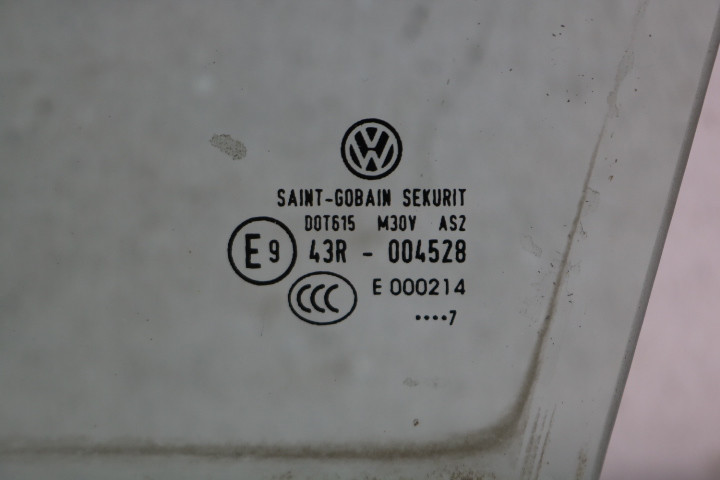 SAINT-GOBAIN SEKURIT
DOT615 M30V AS2
E9 43R - 004528
CCC E 000214
••••7